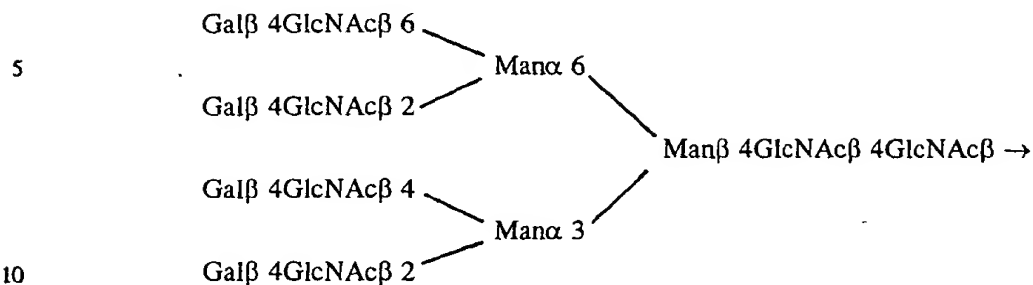 Galβ 4GlcNAcβ 6
5 Manα 6
Galβ 4GlcNAcβ 2
Manβ 4GlcNAcβ 4GlcNAcβ →
Galβ 4GlcNAcβ 4
Manα 3
10 Galβ 4GlcNAcβ 2